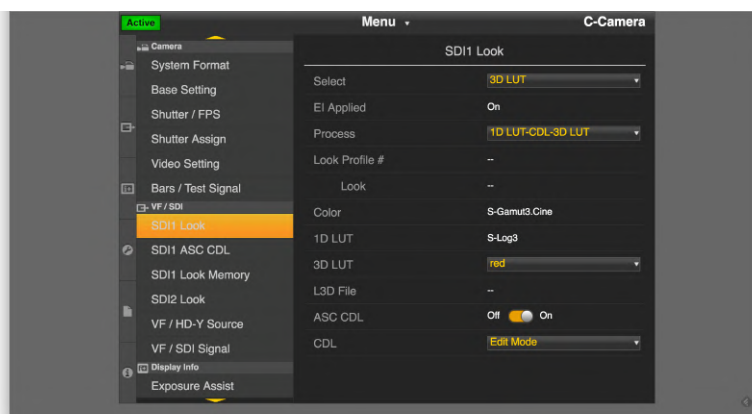 Active
Menu
C-Camera
Camera
System Format
Base Setting
Shutter / FPS
Shutter Assign
Video Setting
Bars / Test Signal
VF / SDI
SDI1 Look
SDI1 ASC CDL
SDI1 Look Memory
SDI2 Look
VF / HD-Y Source
VF / SDI Signal
Display Info
Exposure Assist
SDI1 Look
Select 3D LUT
EI Applied On
Process 1D LUT-CDL-3D LUT
Look Profile # --
Look --
Color S-Gamut3.Cine
1D LUT S-Log3
3D LUT red
L3D File --
ASC CDL Off On
CDL Edit Mode